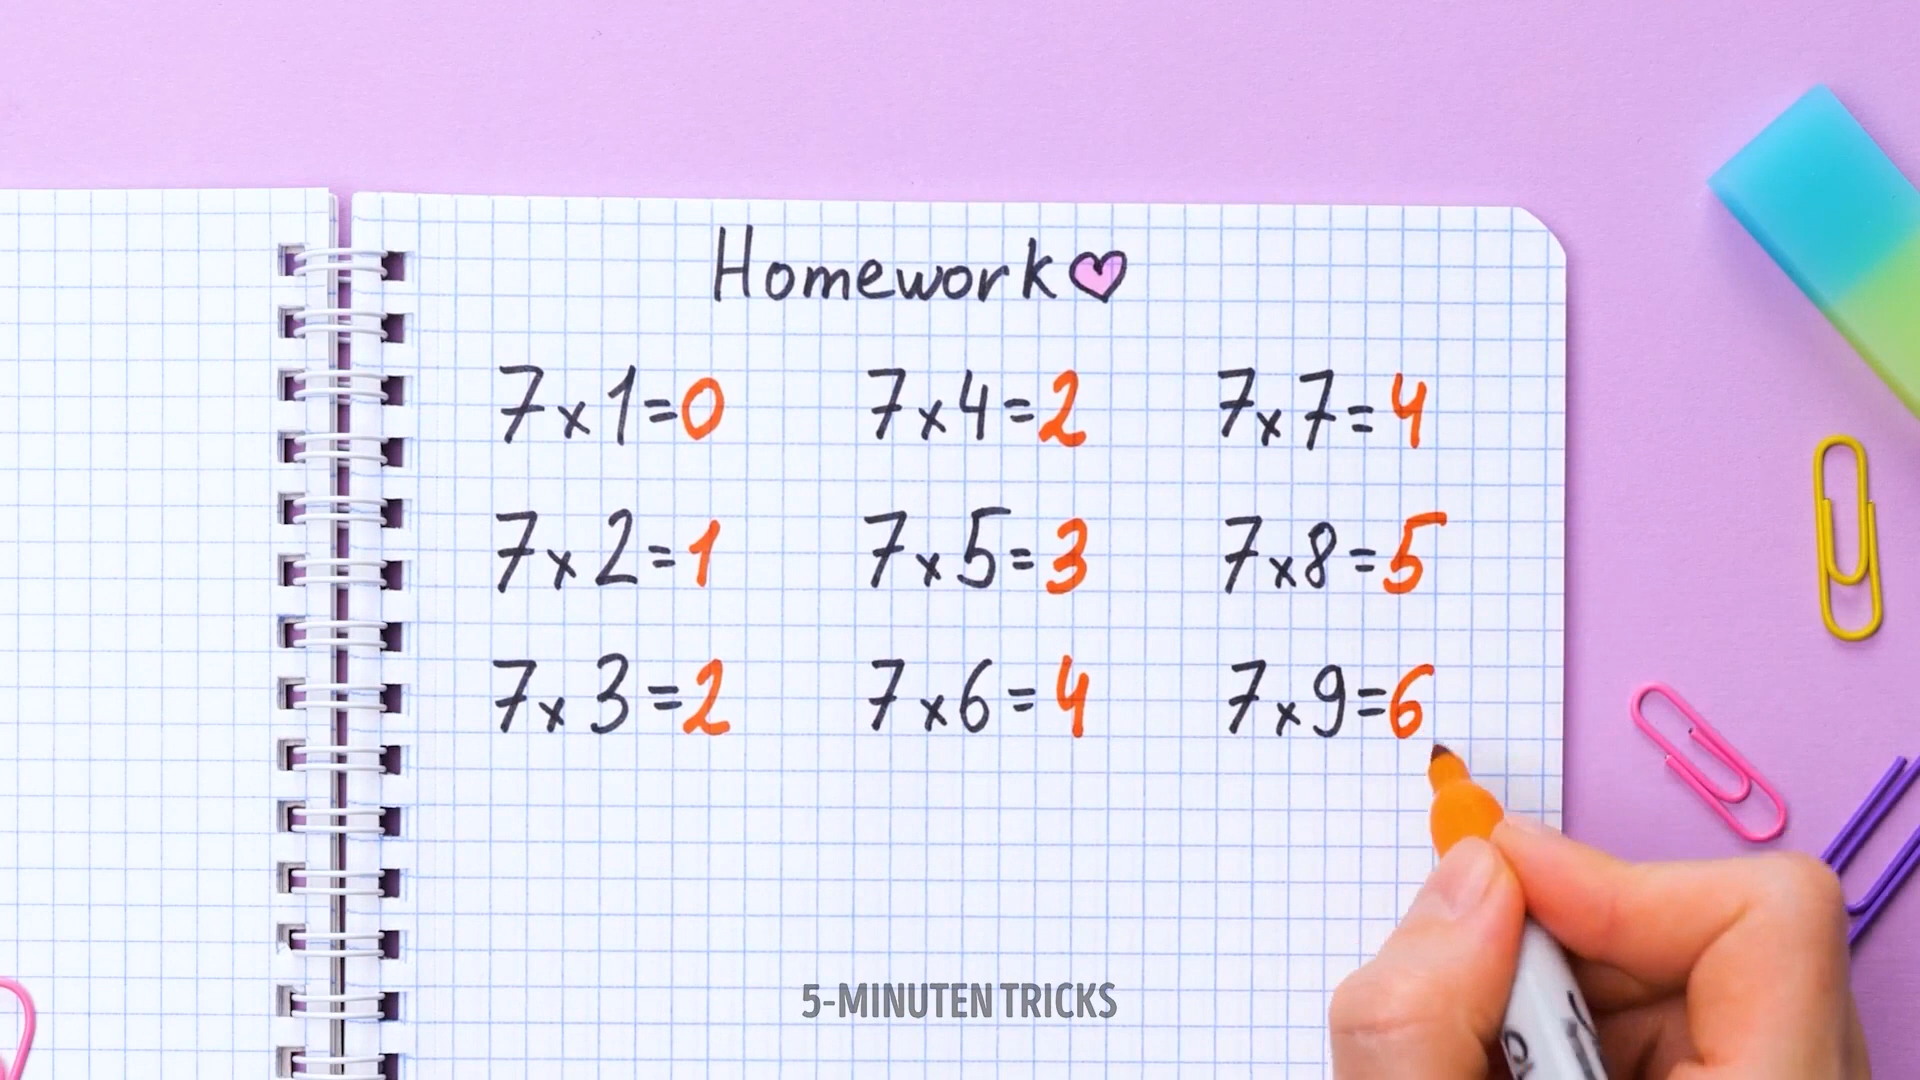 Homework
7x1=0 7x4=2 7x7=4
7x2=1 7x5=3 7x8=5
7x3=2 7x6=4 7x9=6
5-MINUTEN TRICKS